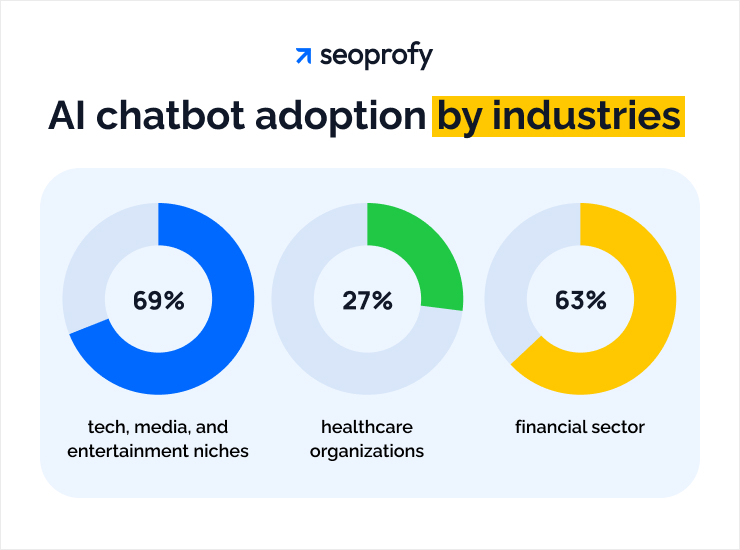 seoprofy
AI chatbot adoption by industries
69%
27%
63%
tech, media, and
entertainment niches
healthcare
organizations
financial sector